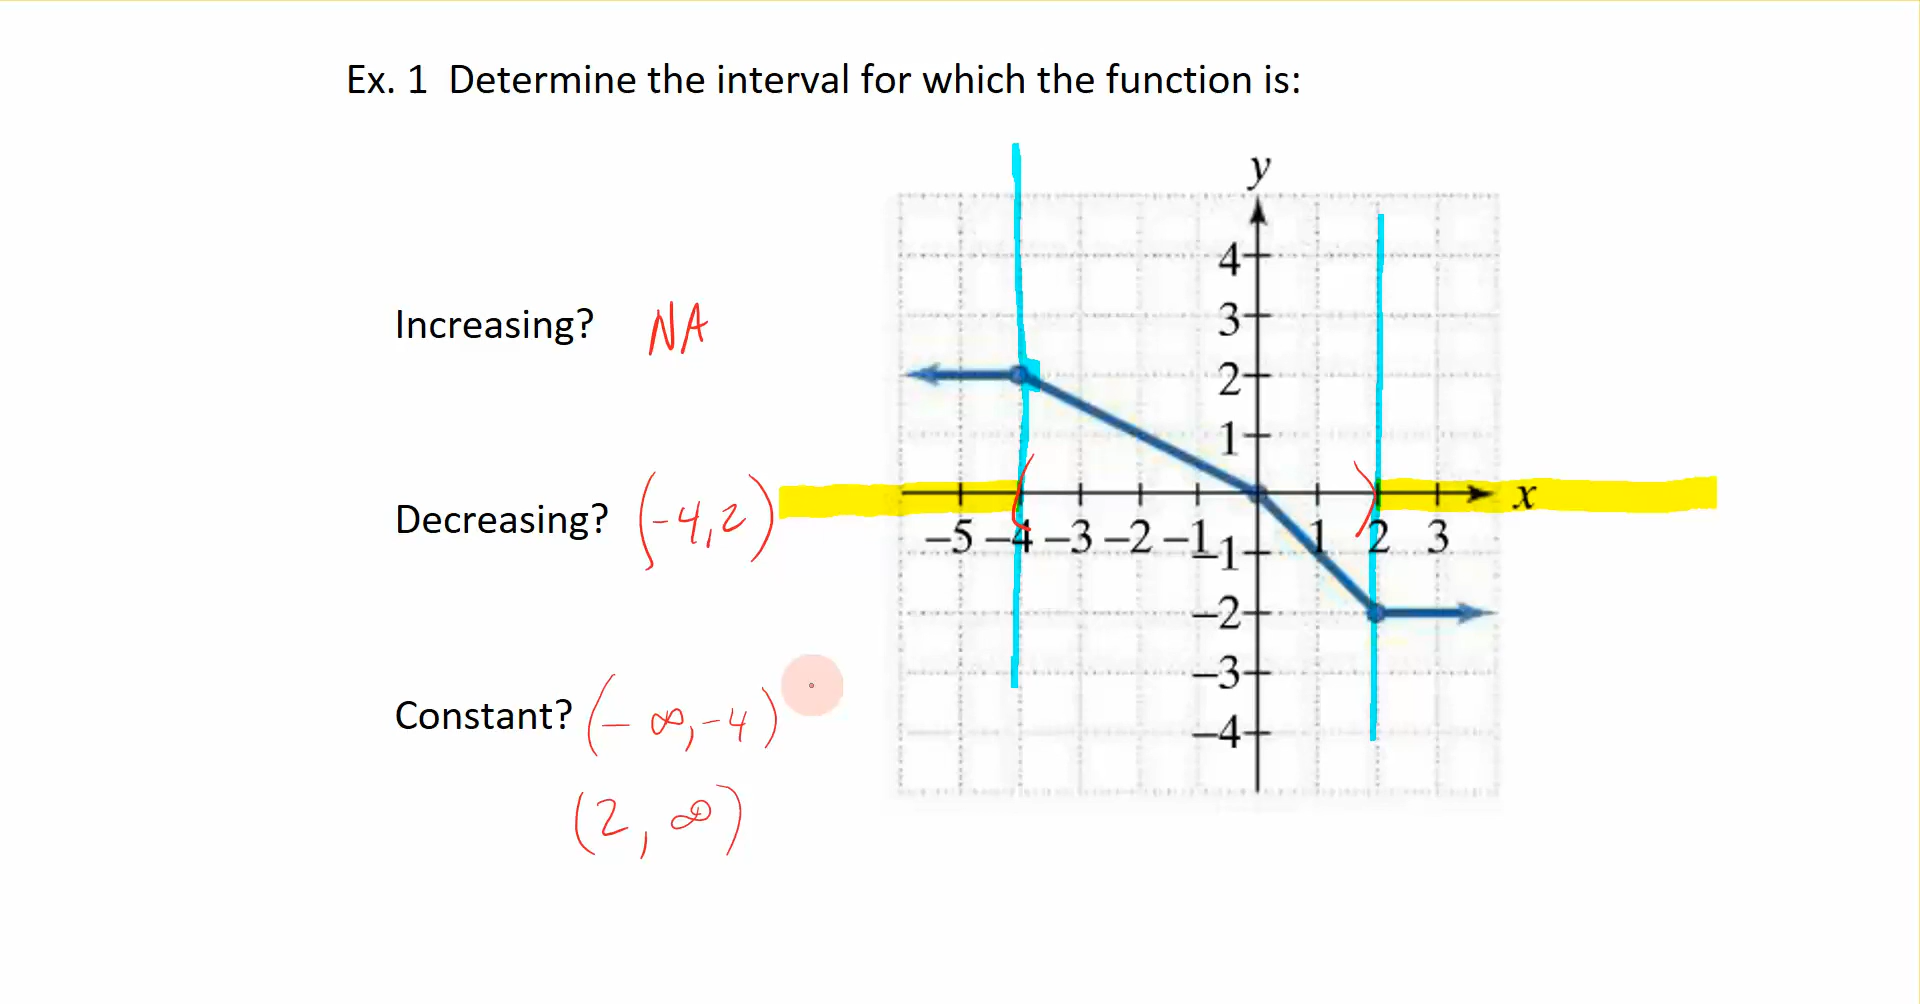 Ex. 1 Determine the interval for which the function is:
y
4
3
2
1
Increasing? NA
Decreasing? (-4,2)
x
–5 –4 –3 –2 –1 1 2 3
–1
–2
–3
–4
Constant? (- ∞,-4)
(2, ∞)